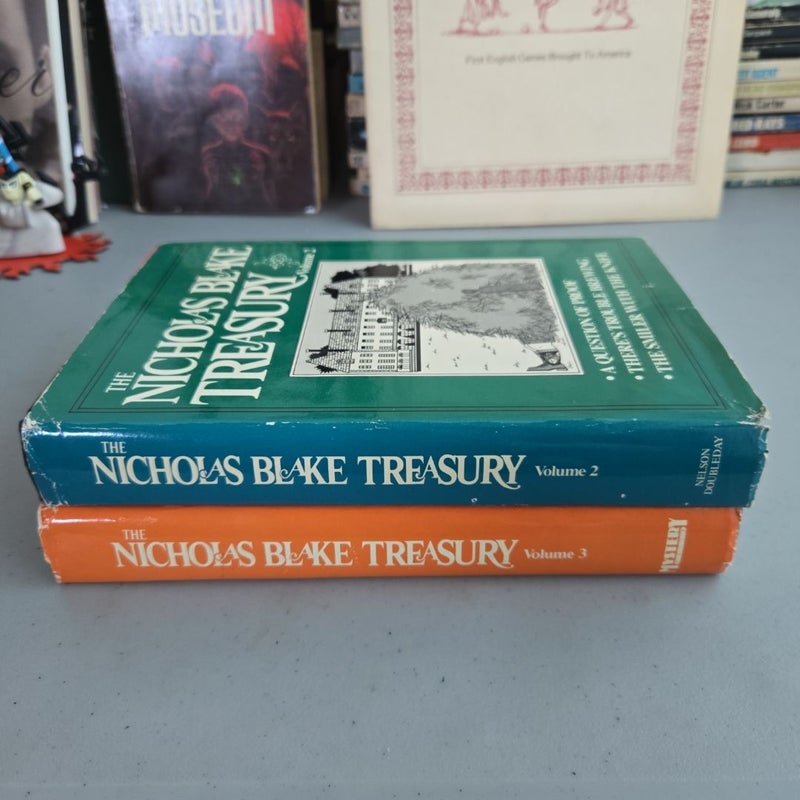 MUSEUM
First English Games Brought To America
THE
NICHOLAS BLAKE
TREASURY
Volume 2
• A QUESTION OF PROOF
• THERE'S TROUBLE BREWING
• THE SMILER WITH THE KNIFE
THE
NICHOLAS BLAKE TREASURY Volume 2
NELSON
DOUBLEDAY
THE
NICHOLAS BLAKE TREASURY Volume 3
MYSTERY